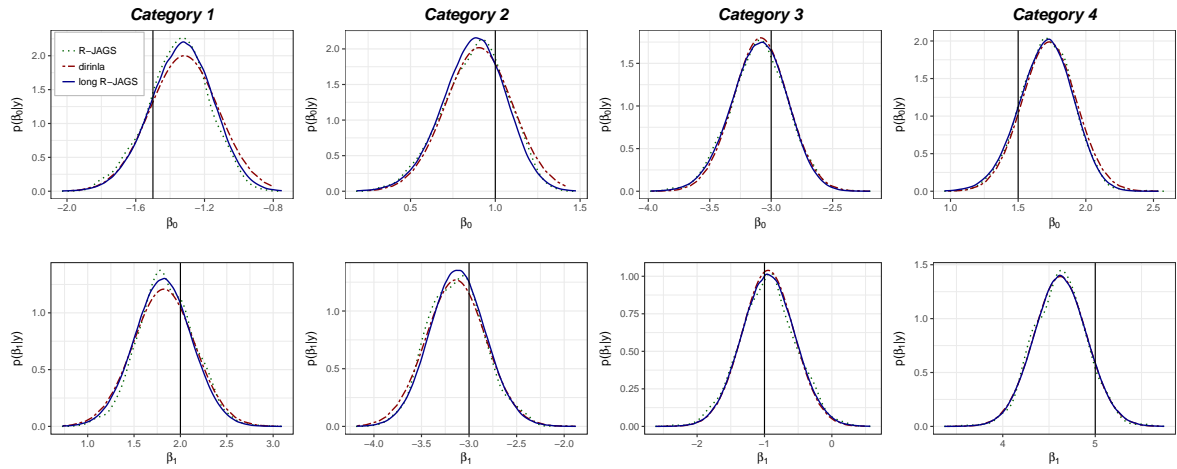 Category 1
Category 2
Category 3
Category 4
R−JAGS
dirinla
long R−JAGS
p(β0|y)
2.0
1.5
1.0
0.5
0.0
−2.0
−1.6
−1.2
−0.8
β0
p(β0|y)
2.0
1.5
1.0
0.5
0.0
0.5
1.0
1.5
β0
p(β0|y)
1.5
1.0
0.5
0.0
−4.0
−3.5
−3.0
−2.5
β0
p(β0|y)
2.0
1.5
1.0
0.5
0.0
1.0
1.5
2.0
2.5
β0
p(β1|y)
1.0
0.5
0.0
1.0
1.5
2.0
2.5
3.0
β1
p(β1|y)
1.0
0.5
0.0
−4.0
−3.5
−3.0
−2.5
−2.0
β1
p(β1|y)
1.00
0.75
0.50
0.25
0.00
−2
−1
0
β1
p(β1|y)
1.5
1.0
0.5
0.0
4
5
β1